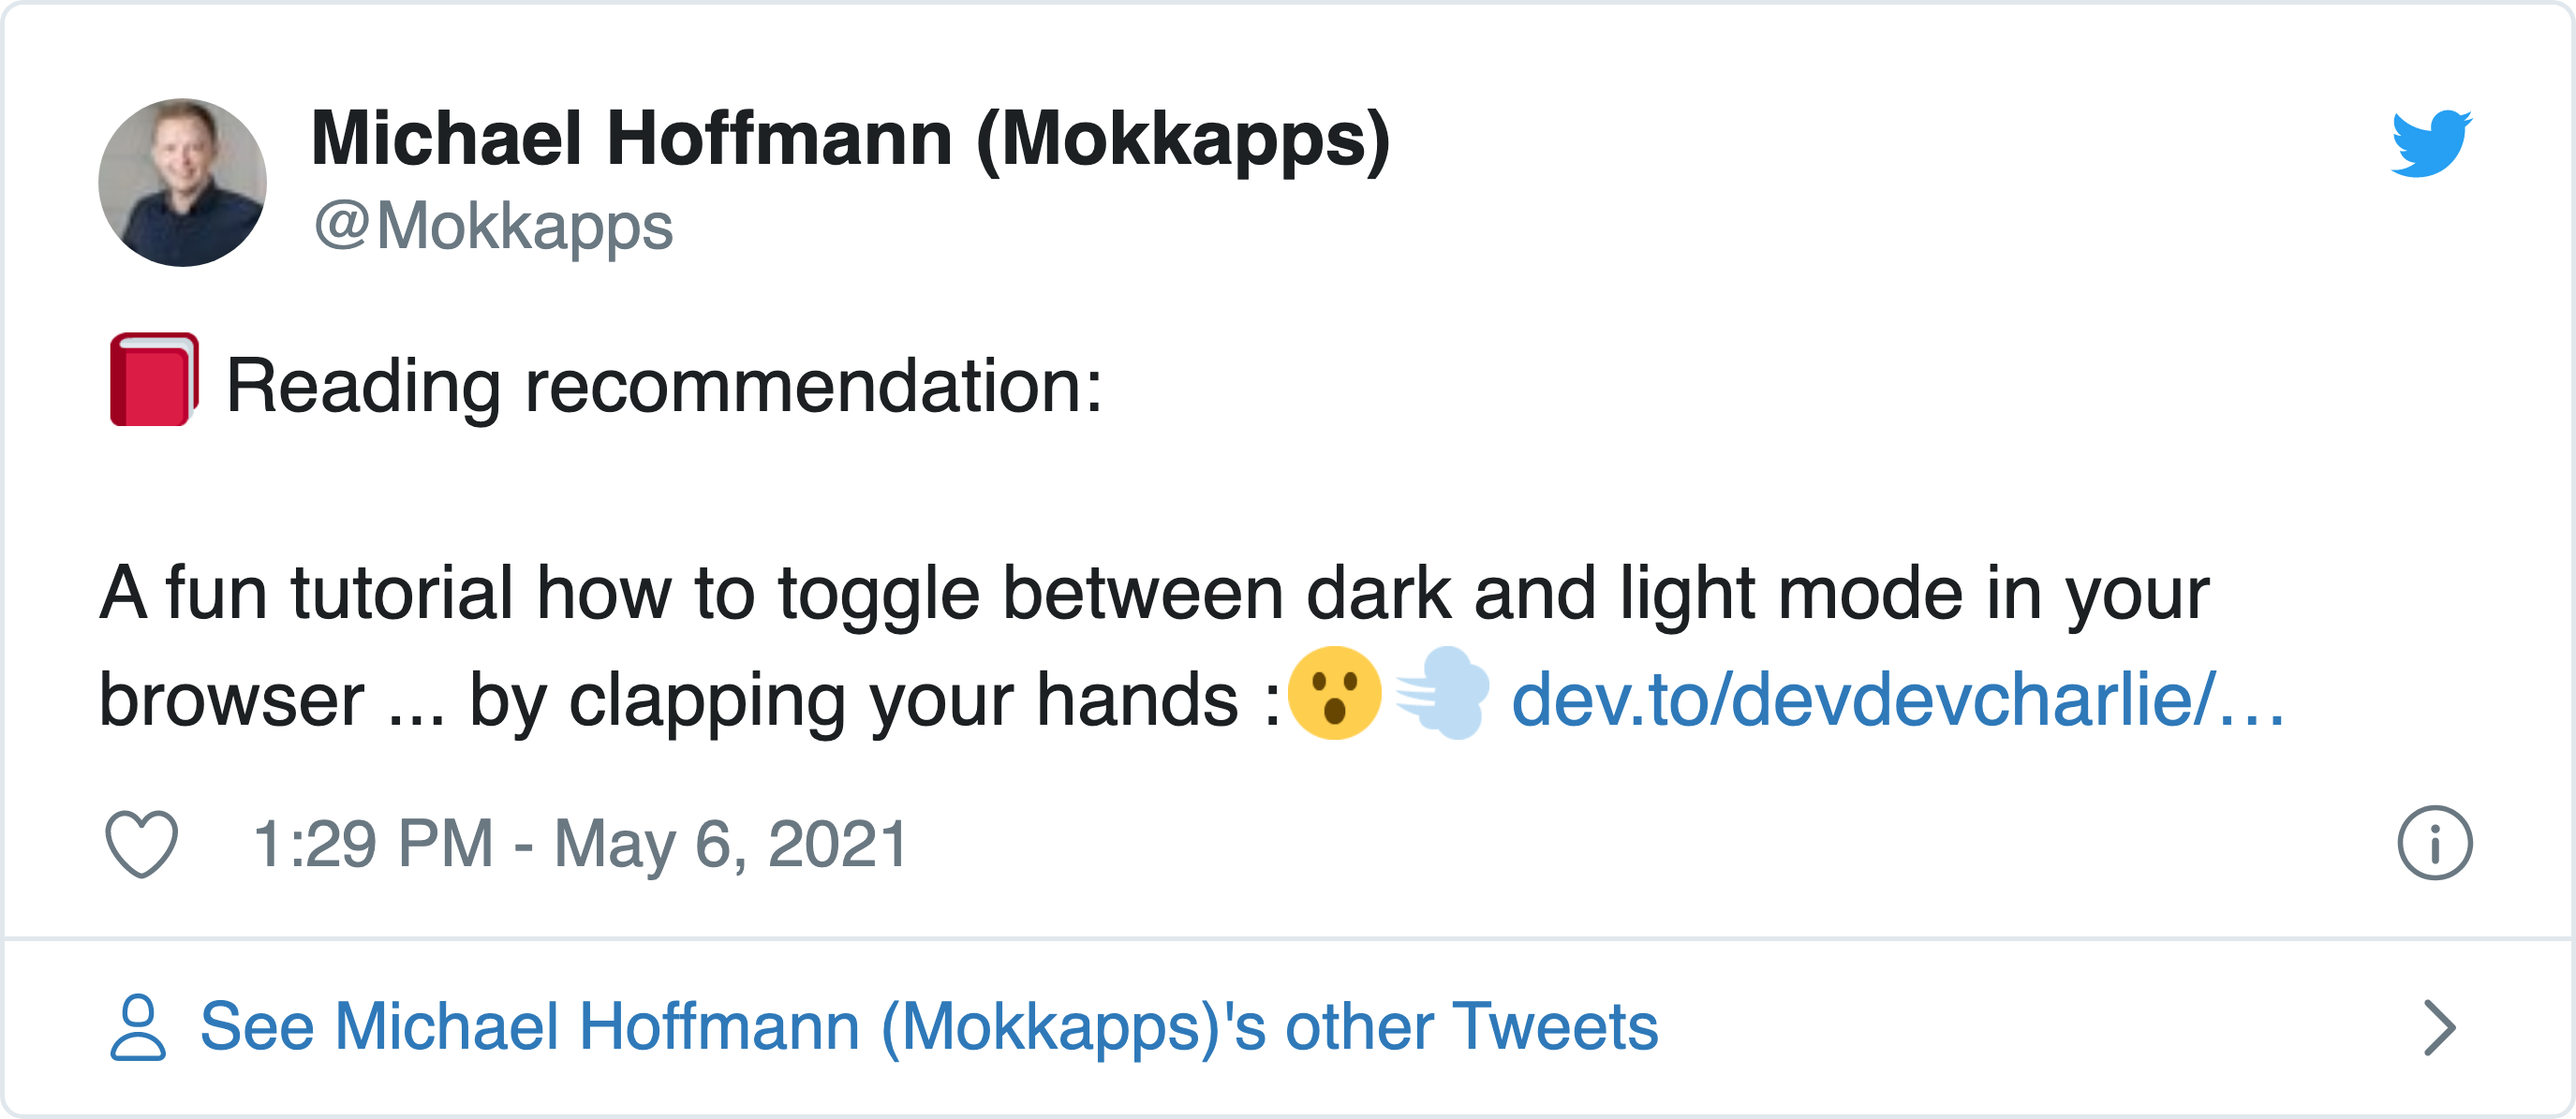 Michael Hoffmann (Mokkapps)
@Mokkapps
📕 Reading recommendation:
A fun tutorial how to toggle between dark and light mode in your
browser ... by clapping your hands :😮💨 dev.to/devdevcharlie/…
1:29 PM - May 6, 2021
See Michael Hoffmann (Mokkapps)'s other Tweets